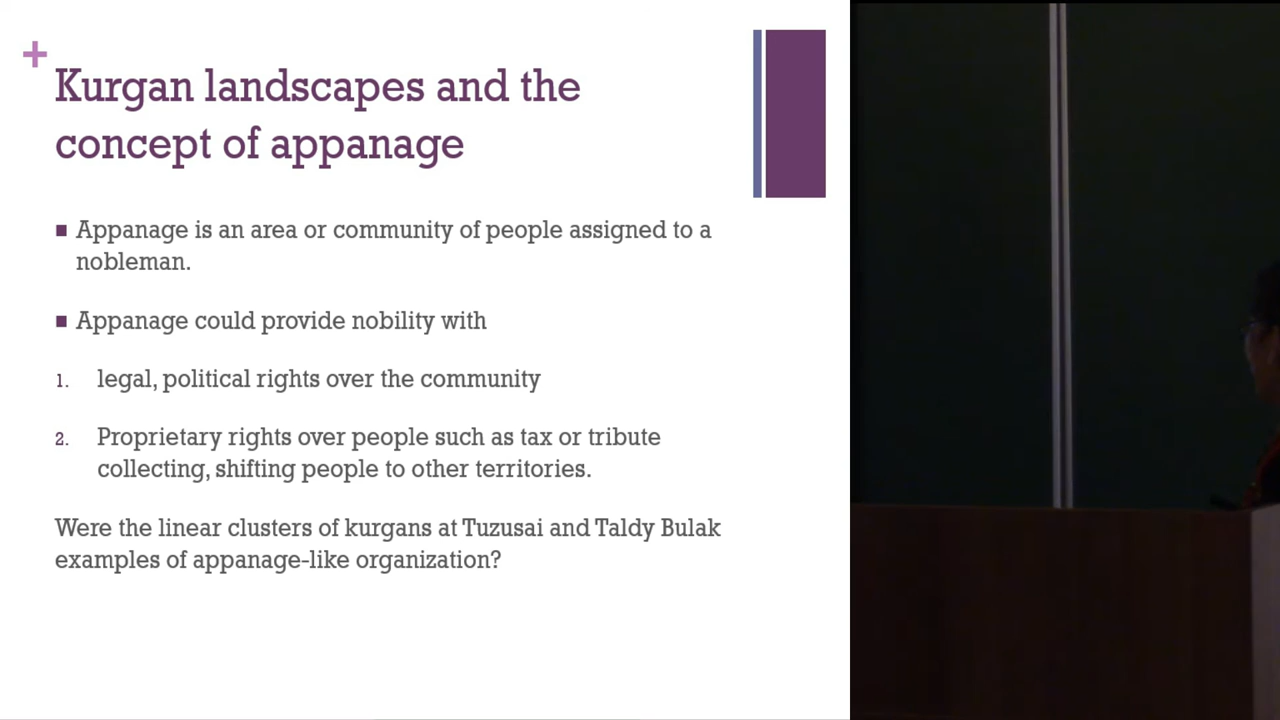 +
Kurgan landscapes and the
concept of appanage
■ Appanage is an area or community of people assigned to a
nobleman.
■ Appanage could provide nobility with
1. legal, political rights over the community
2. Proprietary rights over people such as tax or tribute
collecting, shifting people to other territories.
Were the linear clusters of kurgans at Tuzusai and Taldy Bulak
examples of appanage-like organization?